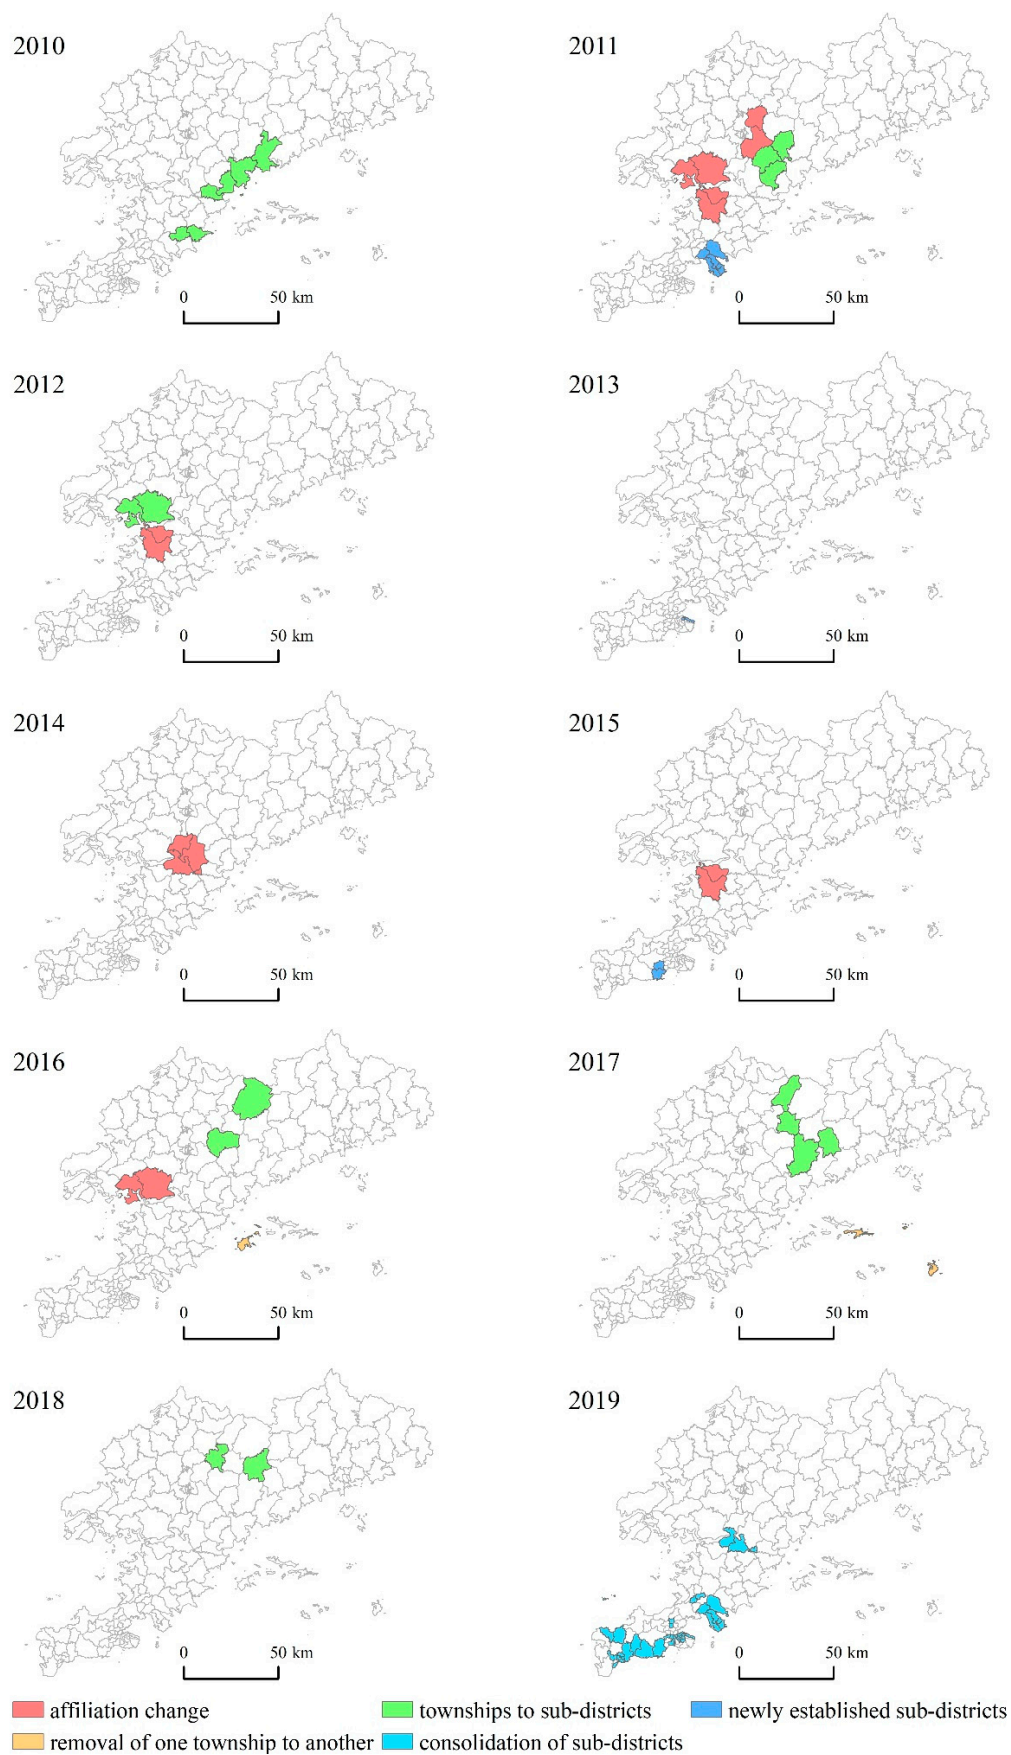 2010 2011
0 50 km 0 50 km
2012 2013
0 50 km 0 50 km
2014 2015
0 50 km 0 50 km
2016 2017
0 50 km 0 50 km
2018 2019
0 50 km 0 50 km
affiliation change townships to sub-districts newly established sub-districts
removal of one township to another consolidation of sub-districts